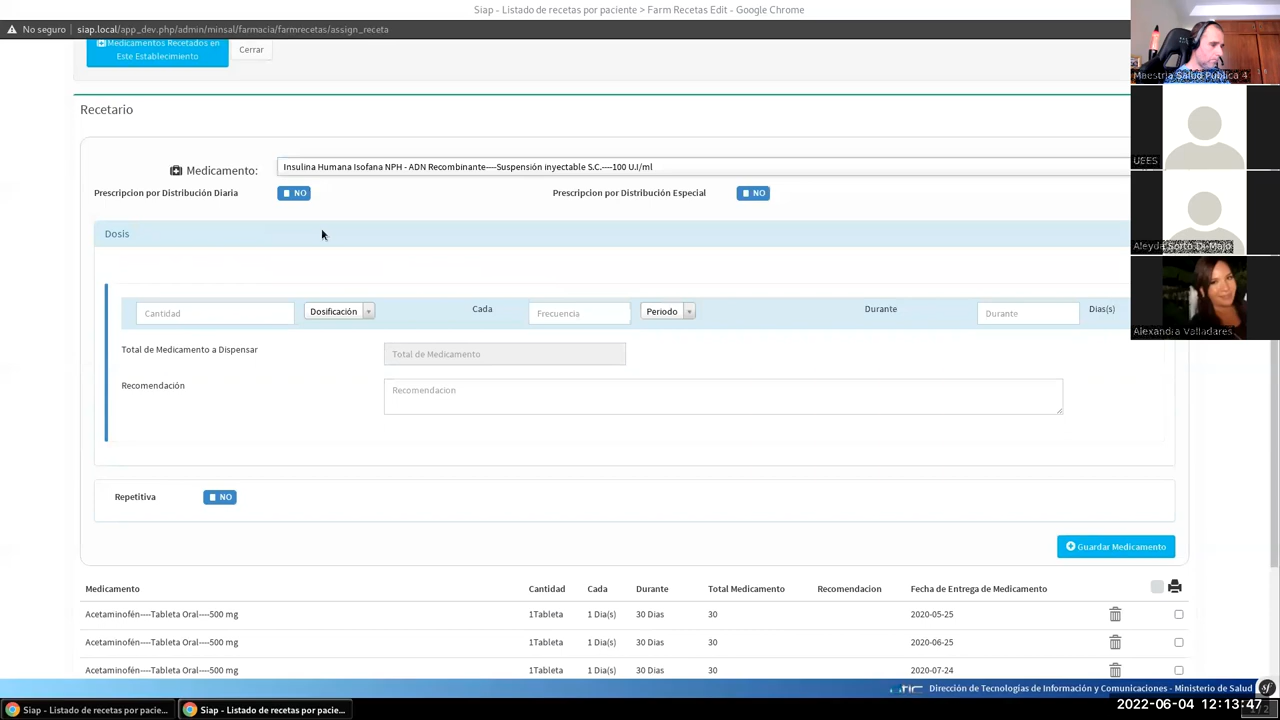 Siap - Listado de recetas por paciente > Farm Recetas Edit - Google Chrome
No seguro siap.local/app_dev.php/admin/minsal/farmacia/farmrecetas/assign_receta
Medicamentos Recetados en
Este Establecimiento
Cerrar
Maestria Salud Publica 4
Recetario
UEES
Medicamento: Insulina Humana Isofana NPH - ADN Recombinante----Suspensión inyectable S.C.----100 U.I/ml
Prescripcion por Distribución Diaria NO Prescripcion por Distribución Especial NO
Dosis
Aleyda Sorto Di Majo
Cantidad Dosificación Cada Frecuencia Periodo Durante Durante Dias(s)
Alexandra Valladares
Total de Medicamento a Dispensar Total de Medicamento
Recomendación Recomendacion
Repetitiva NO
Guardar Medicamento
Medicamento Cantidad Cada Durante Total Medicamento Recomendacion Fecha de Entrega de Medicamento
Acetaminofén----Tableta Oral----500 mg 1Tableta 1 Dia(s) 30 Dias 30 2020-05-25
Acetaminofén----Tableta Oral----500 mg 1Tableta 1 Dia(s) 30 Dias 30 2020-06-25
Acetaminofén----Tableta Oral----500 mg 1Tableta 1 Dia(s) 30 Dias 30 2020-07-24
Dirección de Tecnologías de Información y Comunicaciones - Ministerio de Salud
Siap - Listado de recetas por pacie... Siap - Listado de recetas por pacie...
2022-06-04 12:13:47